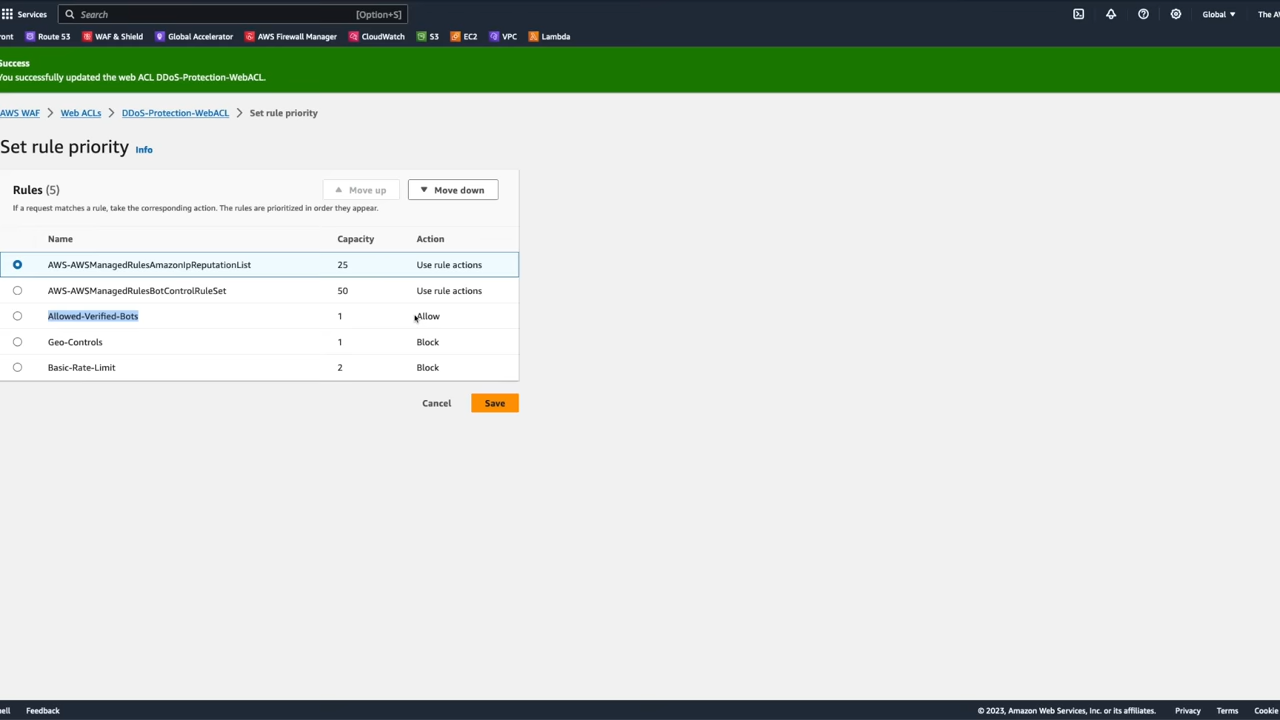 Services
Search
[Option+S]
Global
The A
ront
Route 53
WAF & Shield
Global Accelerator
AWS Firewall Manager
CloudWatch
S3
EC2
VPC
Lambda
Success
You successfully updated the web ACL DDoS-Protection-WebACL.
AWS WAF > Web ACLs > DDoS-Protection-WebACL > Set rule priority
Set rule priority Info
Rules (5)
Move up
Move down
If a request matches a rule, take the corresponding action. The rules are prioritized in order they appear.
Name Capacity Action
AWS-AWSManagedRulesAmazonIpReputationList 25 Use rule actions
AWS-AWSManagedRulesBotControlRuleSet 50 Use rule actions
Allowed-Verified-Bots 1 Allow
Geo-Controls 1 Block
Basic-Rate-Limit 2 Block
Cancel Save
ell Feedback © 2023, Amazon Web Services, Inc. or its affiliates. Privacy Terms Cookie